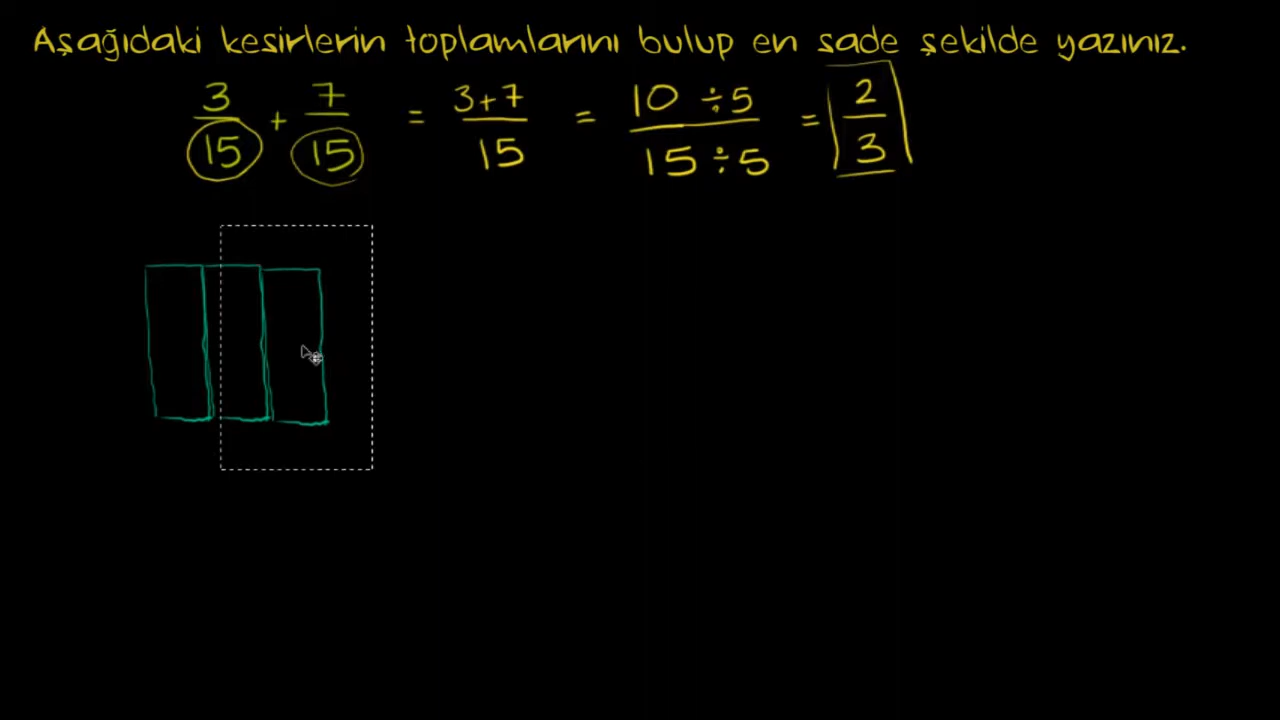 Aşağıdaki kesirlerin toplamlarını bulup en sade şekilde yazınız.
3/15 + 7/15 = 3+7/15 = 10 ÷5/15 ÷5 = 2/3